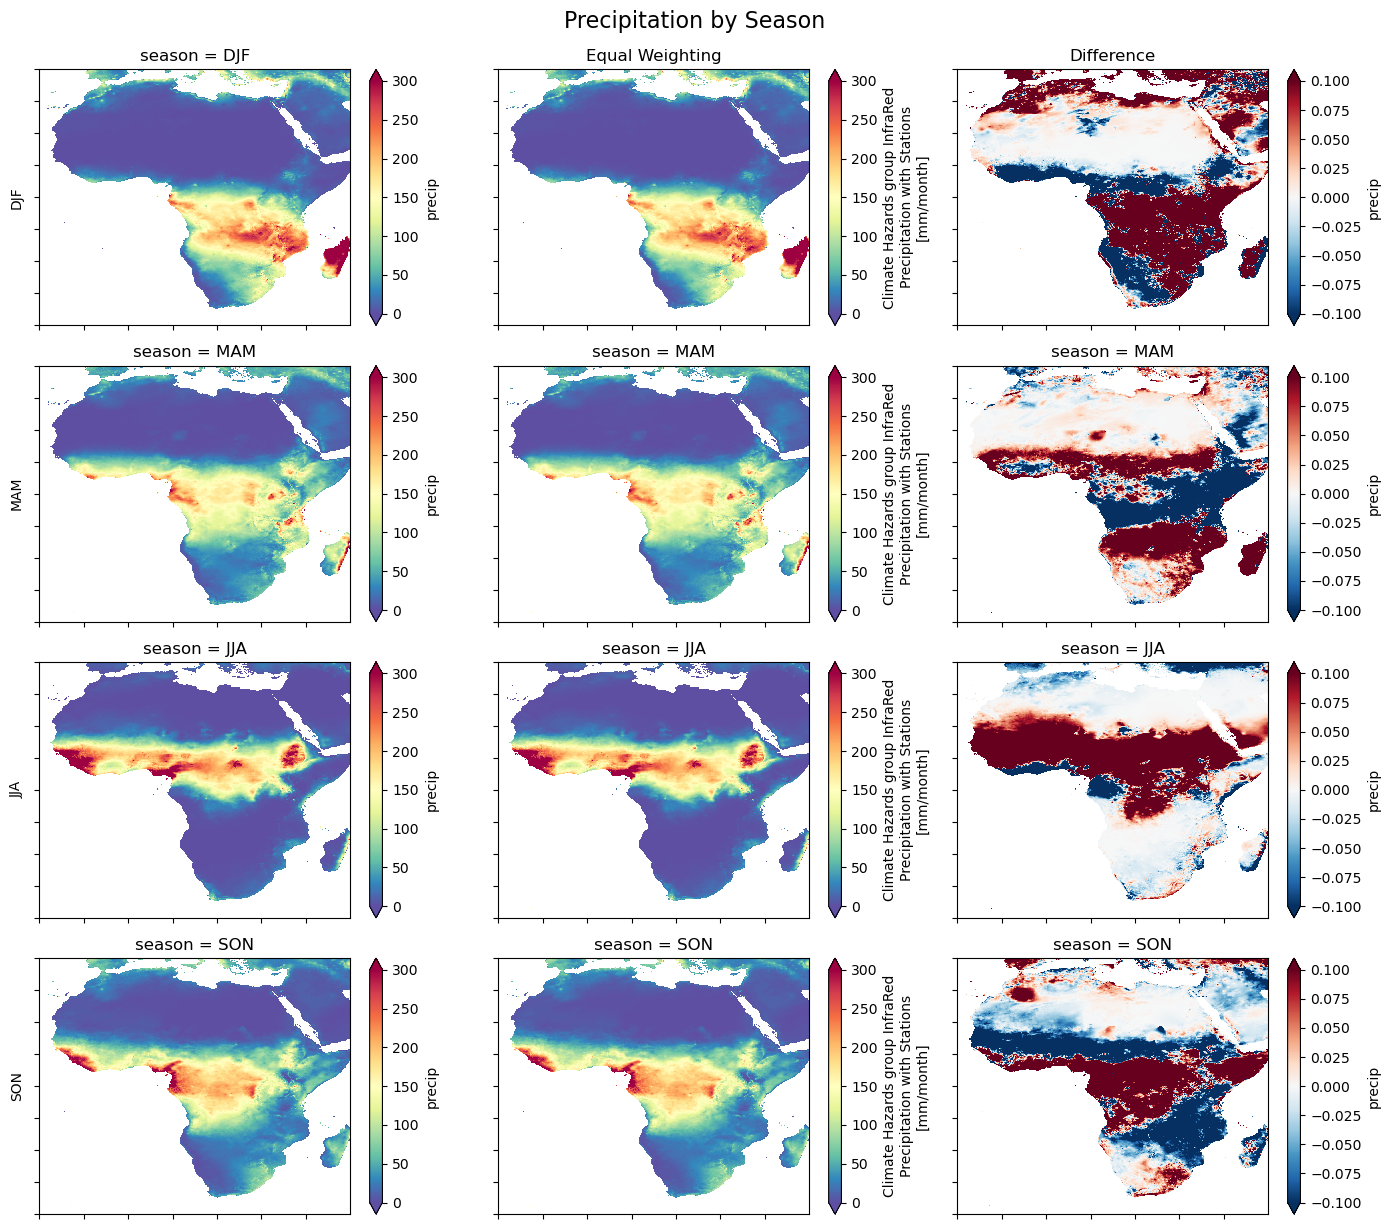 Precipitation by Season
season = DJF
Equal Weighting
Difference
DJF
300
250
200
150
100
50
0
precip
300
250
200
150
100
50
0
Climate Hazards group InfraRed
Precipitation with Stations
[mm/month]
0.100
0.075
0.050
0.025
0.000
−0.025
−0.050
−0.075
−0.100
precip
season = MAM
season = MAM
season = MAM
MAM
300
250
200
150
100
50
0
precip
300
250
200
150
100
50
0
Climate Hazards group InfraRed
Precipitation with Stations
[mm/month]
0.100
0.075
0.050
0.025
0.000
−0.025
−0.050
−0.075
−0.100
precip
season = JJA
season = JJA
season = JJA
JJA
300
250
200
150
100
50
0
precip
300
250
200
150
100
50
0
Climate Hazards group InfraRed
Precipitation with Stations
[mm/month]
0.100
0.075
0.050
0.025
0.000
−0.025
−0.050
−0.075
−0.100
precip
season = SON
season = SON
season = SON
SON
300
250
200
150
100
50
0
precip
300
250
200
150
100
50
0
Climate Hazards group InfraRed
Precipitation with Stations
[mm/month]
0.100
0.075
0.050
0.025
0.000
−0.025
−0.050
−0.075
−0.100
precip